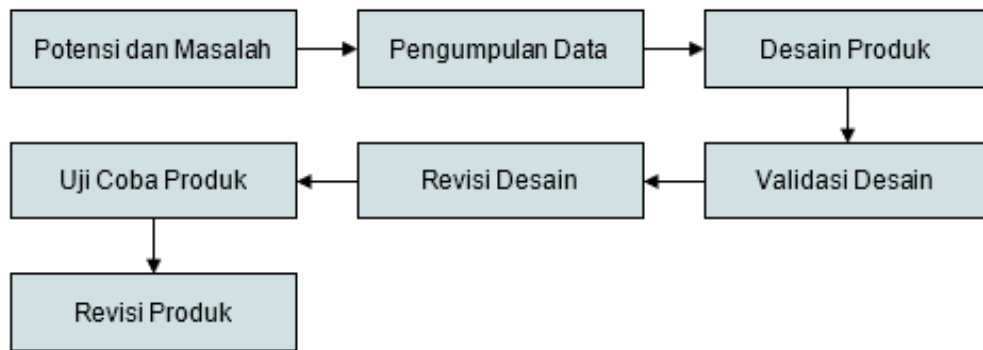 Potensi dan Masalah
Pengumpulan Data
Desain Produk
Validasi Desain
Revisi Desain
Uji Coba Produk
Revisi Produk